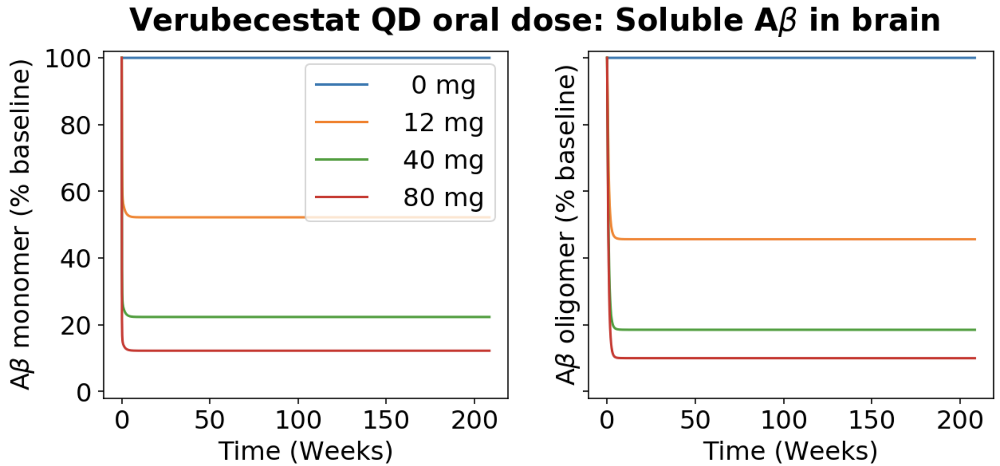 Verubecestat QD oral dose: Soluble Aβ in brain
Aβ monomer (% baseline)
100
80
60
40
20
0
0 mg
12 mg
40 mg
80 mg
0 50 100 150 200
Time (Weeks)
Aβ oligomer (% baseline)
0 50 100 150 200
Time (Weeks)